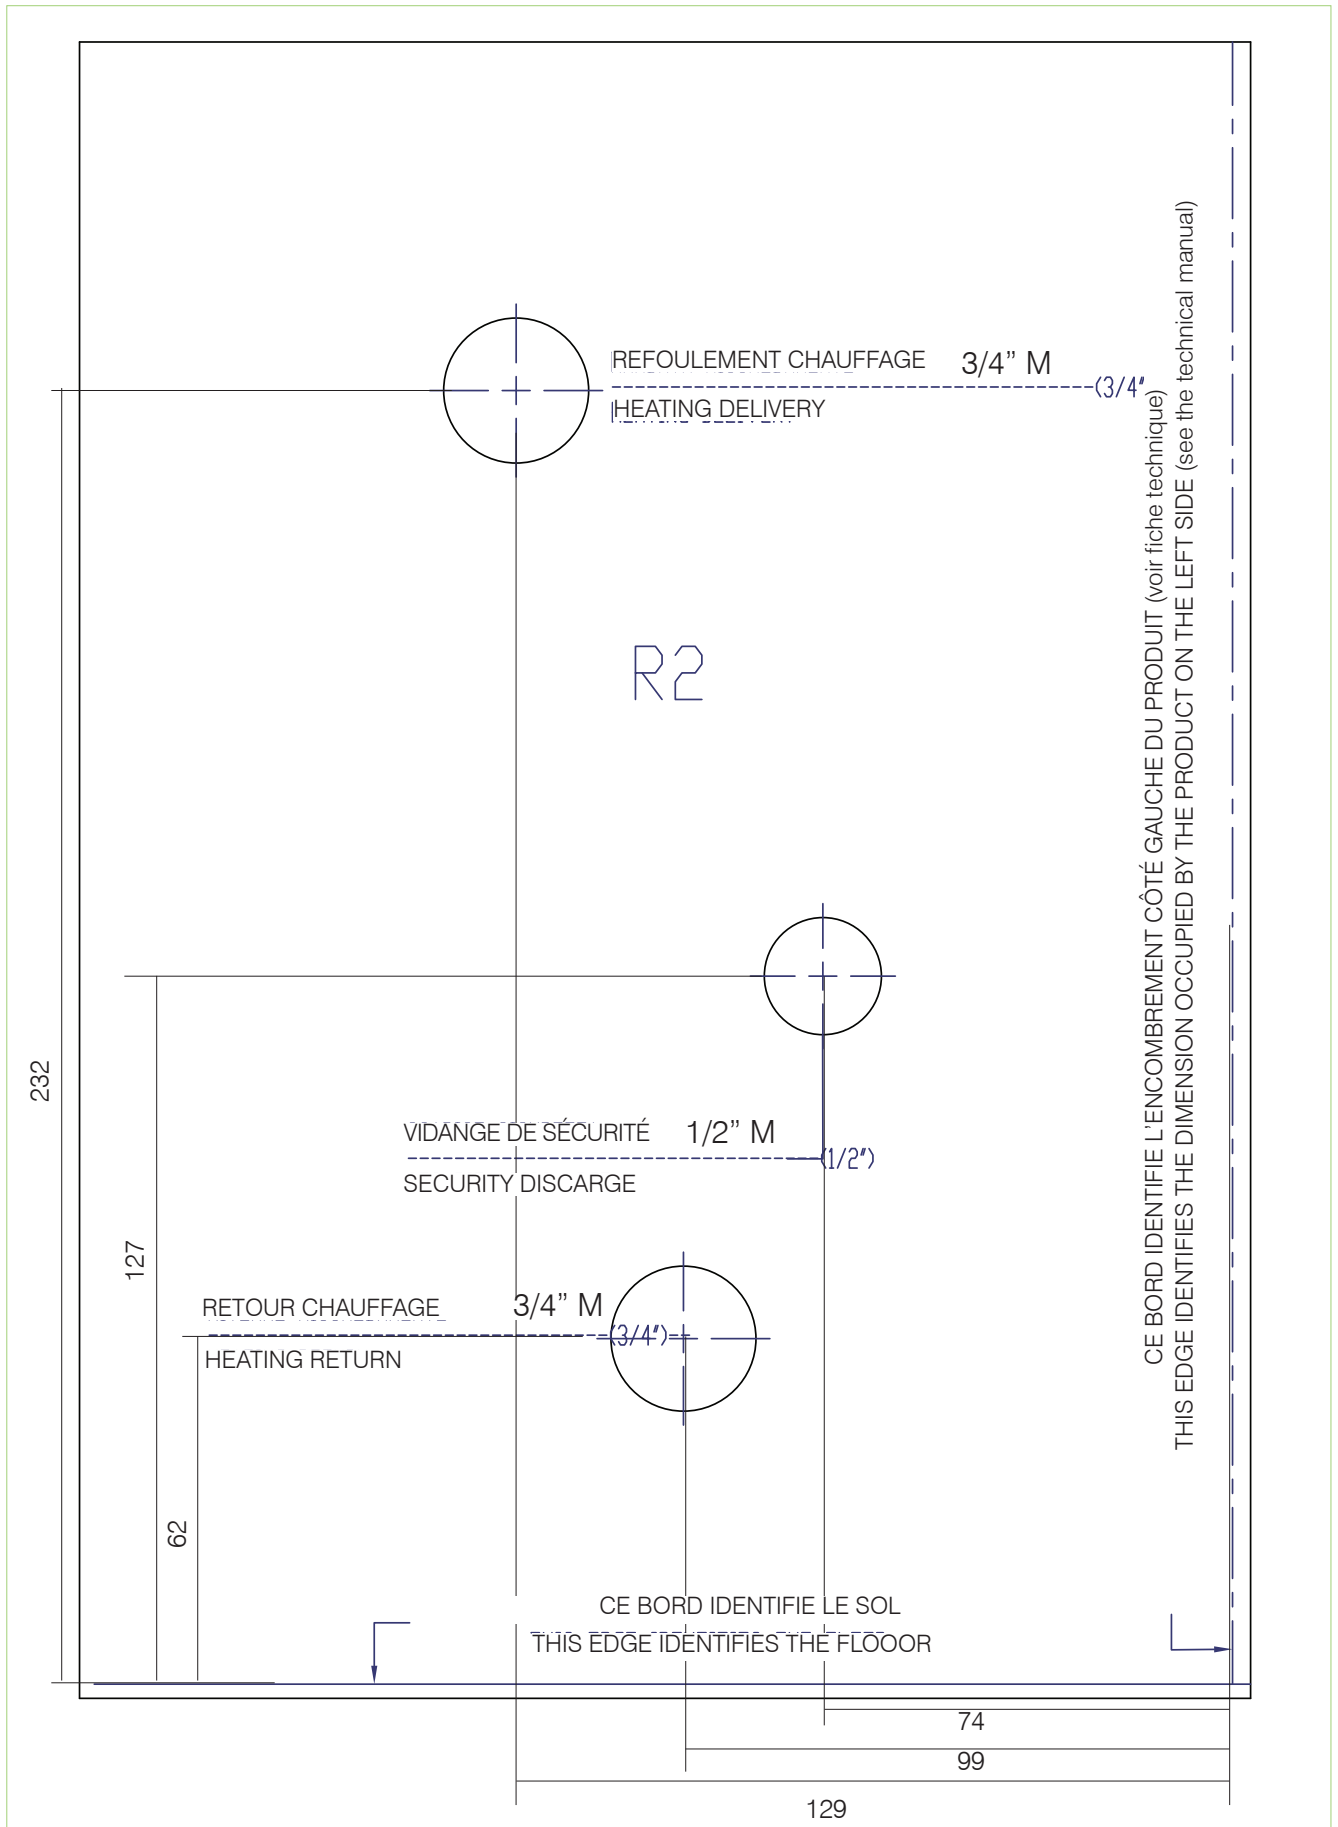 REFOULEMENT CHAUFFAGE 3/4” M
(3/4"
HEATING DELIVERY
R2
CE BORD IDENTIFIE L'ENCOMBREMENT CÔTÉ GAUCHE DU PRODUIT (voir fiche technique)
THIS EDGE IDENTIFIES THE DIMENSION OCCUPIED BY THE PRODUCT ON THE LEFT SIDE (see the technical manual)
232
VIDANGE DE SÉCURITÉ 1/2” M
(1/2")
SECURITY DISCARGE
127
RETOUR CHAUFFAGE 3/4” M
(3/4")
HEATING RETURN
62
CE BORD IDENTIFIE LE SOL
THIS EDGE IDENTIFIES THE FLOOOR
74
99
129